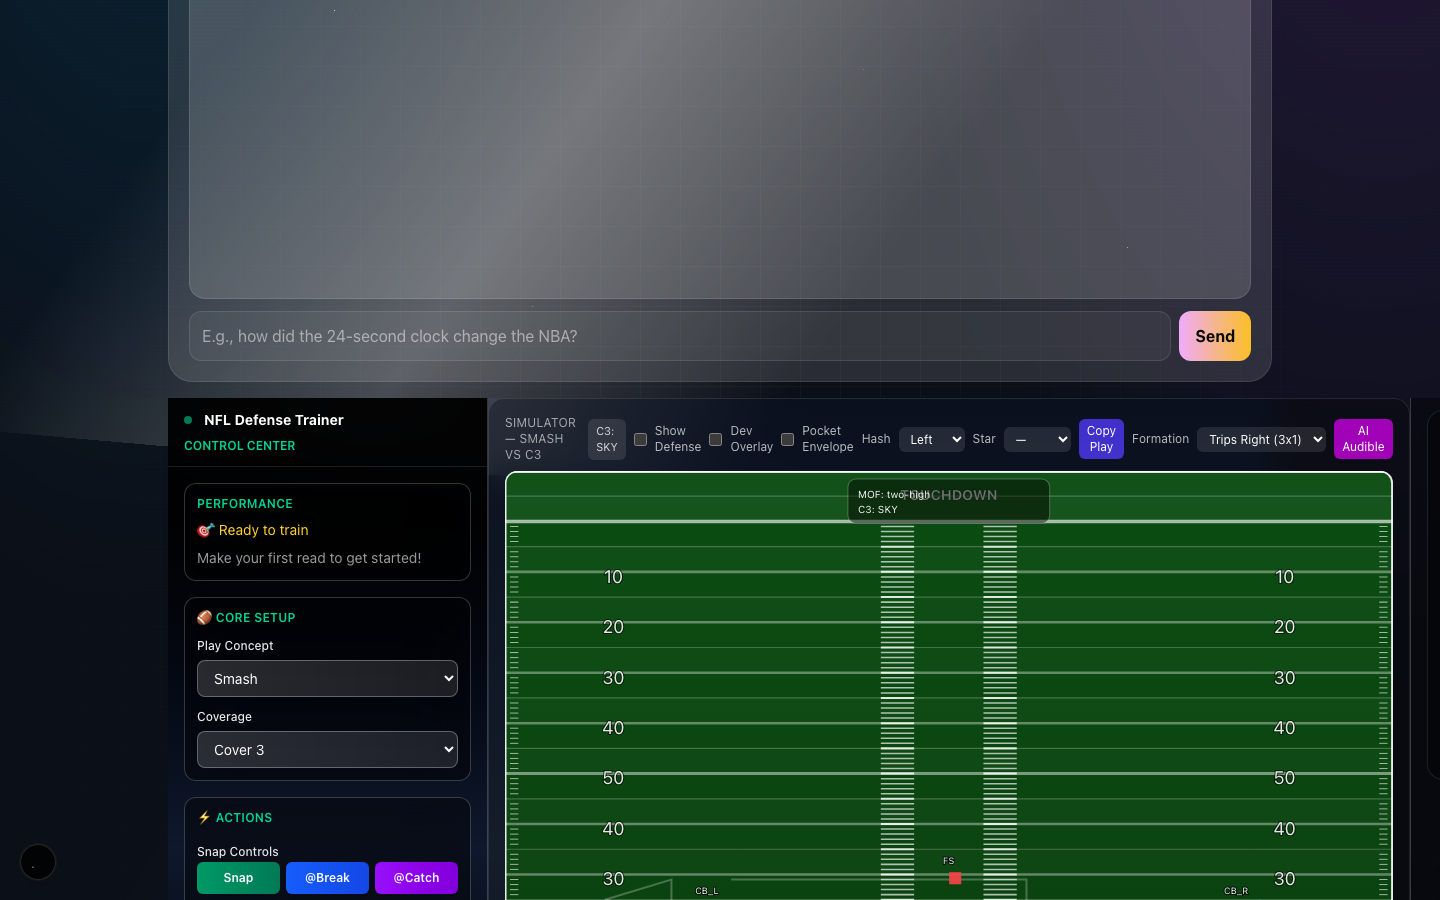 E.g., how did the 24-second clock change the NBA?
Send
NFL Defense Trainer
CONTROL CENTER
PERFORMANCE
🎯 Ready to train
Make your first read to get started!
🏈 CORE SETUP
Play Concept
Smash
Coverage
Cover 3
⚡ ACTIONS
Snap Controls
Snap
@Break
@Catch
SIMULATOR
— SMASH
VS C3
C3:
SKY
Show
Defense
Dev
Overlay
Pocket
Envelope
Hash
Left
Star
—
Copy
Play
Formation
Trips Right (3x1)
AI
Audible
TOUCHDOWN
MOF: two-high
C3: SKY
10 10
20 20
30 30
40 40
50 50
40 40
FS
30 30
CB_L CB_R